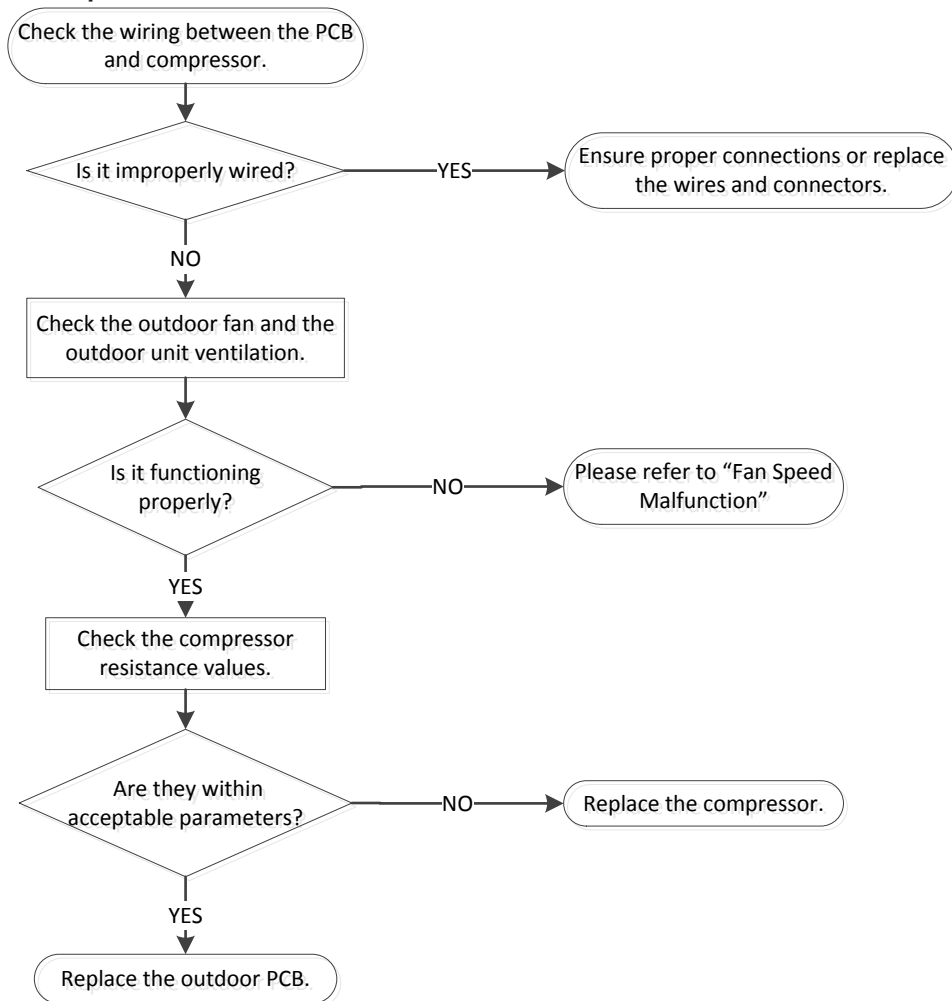 Check the wiring between the PCB
and compressor.
Is it improperly wired?
YES
Ensure proper connections or replace
the wires and connectors.
NO
Check the outdoor fan and the
outdoor unit ventilation.
Is it functioning
properly?
NO
Please refer to “Fan Speed
Malfunction”
YES
Check the compressor
resistance values.
Are they within
acceptable parameters?
NO
Replace the compressor.
YES
Replace the outdoor PCB.